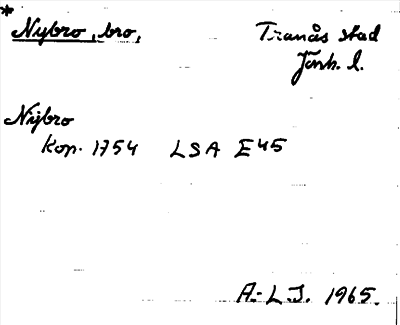 * Nybro, bro, Tranås stad
Jönk. l.
Nybro
Kop. 1754 LSA E45
A.-L.J. 1965.